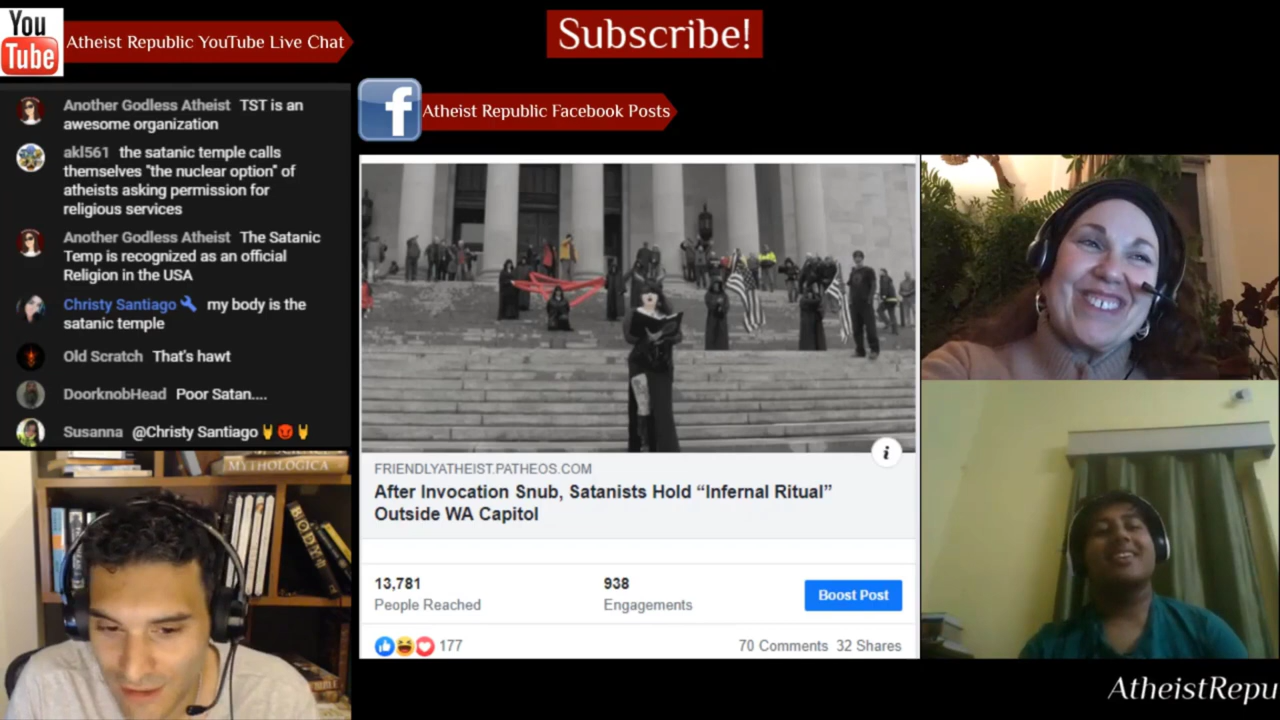 You
Tube
Atheist Republic YouTube Live Chat
Subscribe!
Another Godless Atheist TST is an
awesome organization
akl561 the satanic temple calls
themselves "the nuclear option" of
atheists asking permission for
religious services
Another Godless Atheist The Satanic
Temp is recognized as an official
Religion in the USA
Christy Santiago my body is the
satanic temple
Old Scratch That's hawt
DoorknobHead Poor Satan....
Susanna @Christy Santiago🤘😈🤘
f
Atheist Republic Facebook Posts
i
FRIENDLYATHEIST.PATHEOS.COM
After Invocation Snub, Satanists Hold “Infernal Ritual”
Outside WA Capitol
13,781
People Reached
938
Engagements
Boost Post
177
70 Comments 32 Shares
MYTHOLOGICA
BODY
AtheistRepu